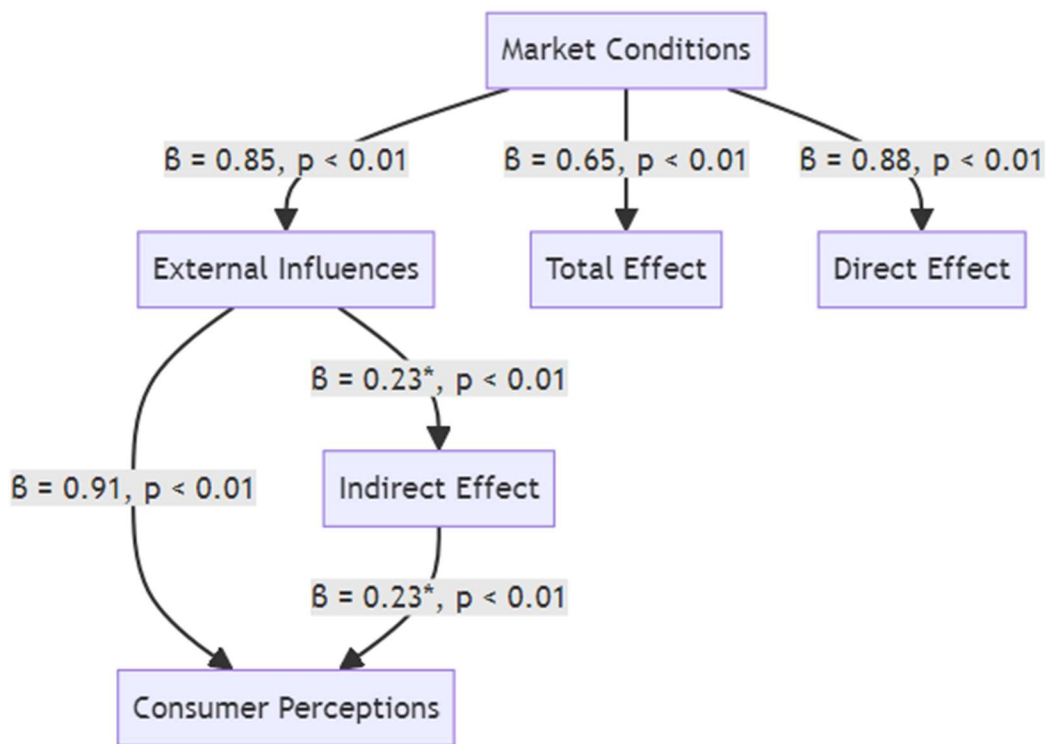 Market Conditions
β = 0.85, p < 0.01
β = 0.65, p < 0.01
β = 0.88, p < 0.01
External Influences
Total Effect
Direct Effect
β = 0.23*, p < 0.01
β = 0.91, p < 0.01
Indirect Effect
β = 0.23*, p < 0.01
Consumer Perceptions